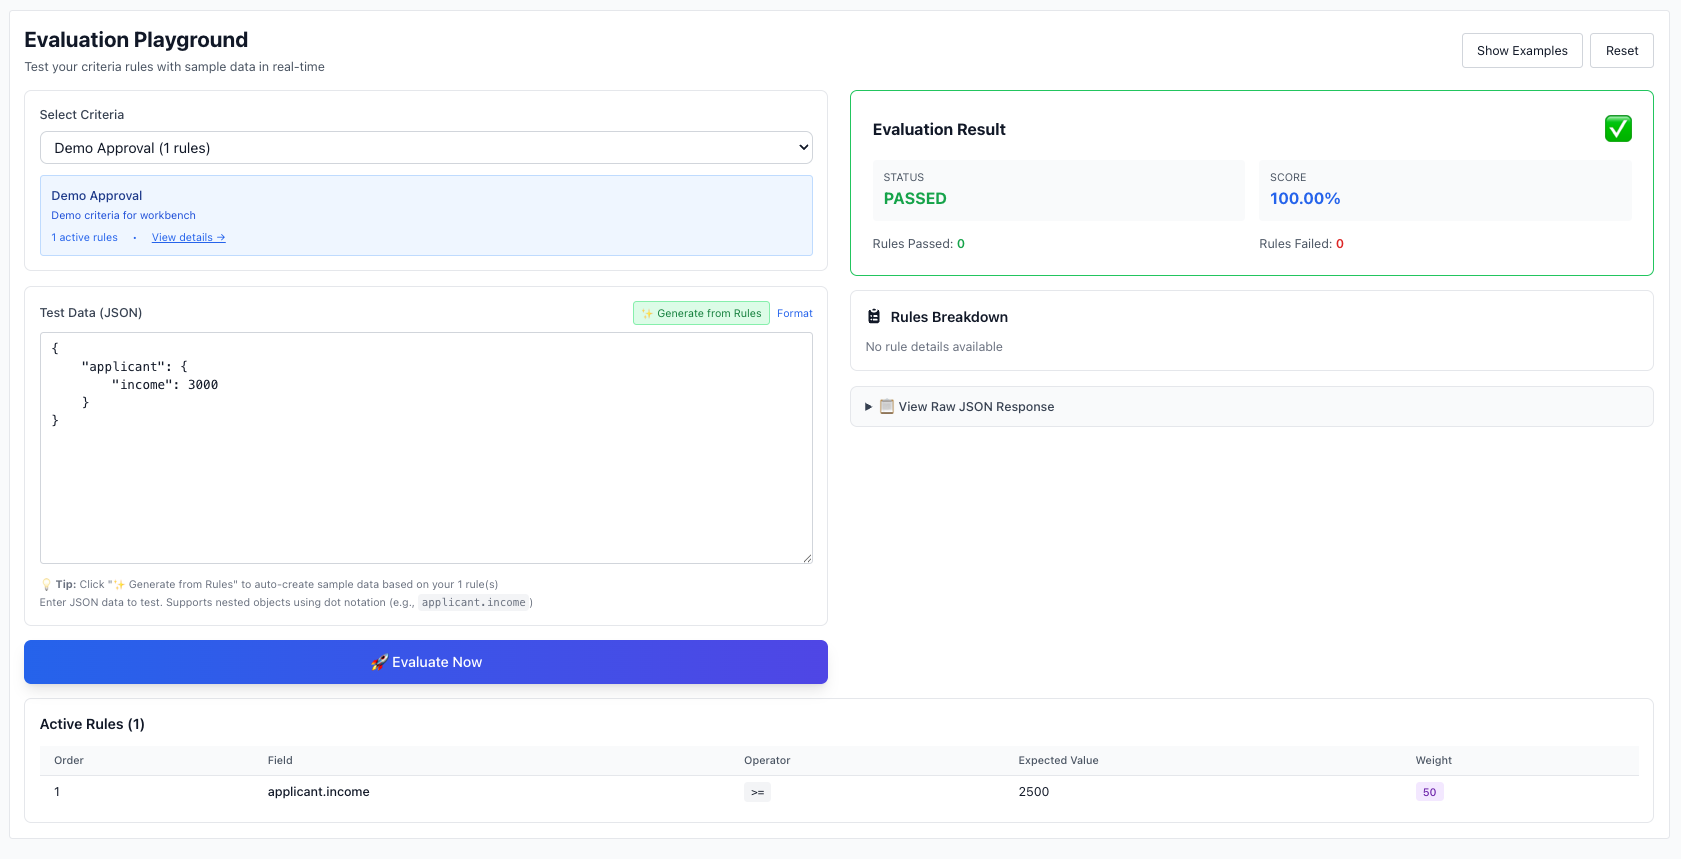 Evaluation Playground
Test your criteria rules with sample data in real-time
Show Examples
Reset
Select Criteria
Demo Approval (1 rules)
Demo Approval
Demo criteria for workbench
1 active rules • View details →
Test Data (JSON)
✨ Generate from Rules
Format
{
    "applicant": {
        "income": 3000
    }
}
💡 Tip: Click "✨ Generate from Rules" to auto-create sample data based on your 1 rule(s)
Enter JSON data to test. Supports nested objects using dot notation (e.g., applicant.income )
🚀 Evaluate Now
Evaluation Result
STATUS
PASSED
SCORE
100.00%
Rules Passed: 0
Rules Failed: 0
Rules Breakdown
No rule details available
▶ 📋 View Raw JSON Response
Active Rules (1)
Order Field Operator Expected Value Weight
1 applicant.income >= 2500 50